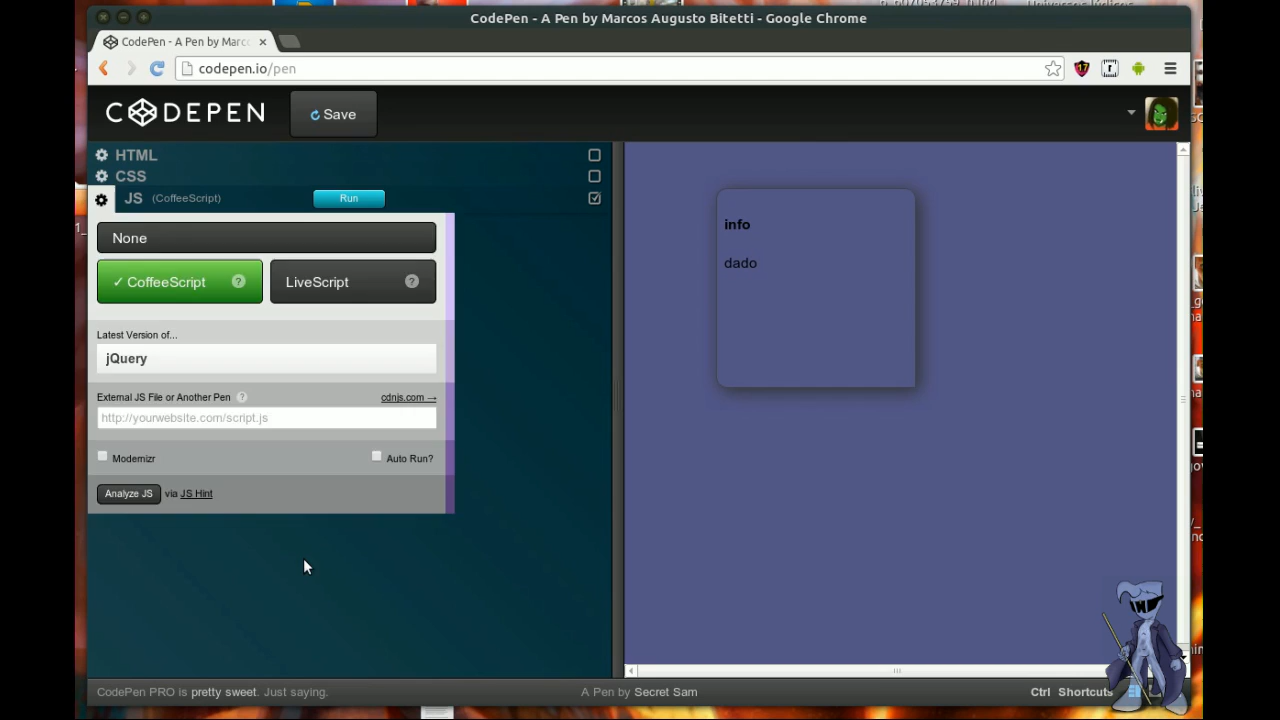 CodePen - A Pen by Marcos Augusto Bitetti - Google Chrome
CodePen - A Pen by Marc
codepen.io/pen
17
CODEPEN
Save
HTML
CSS
JS (CoffeeScript)
Run
None
✓ CoffeeScript ?
LiveScript ?
Latest Version of...
jQuery
External JS File or Another Pen ?
cdnjs.com →
http://yourwebsite.com/script.js
Modernizr
Auto Run?
Analyze JS via JS Hint
info
dado
CodePen PRO is pretty sweet. Just saying.
A Pen by Secret Sam
Ctrl Shortcuts